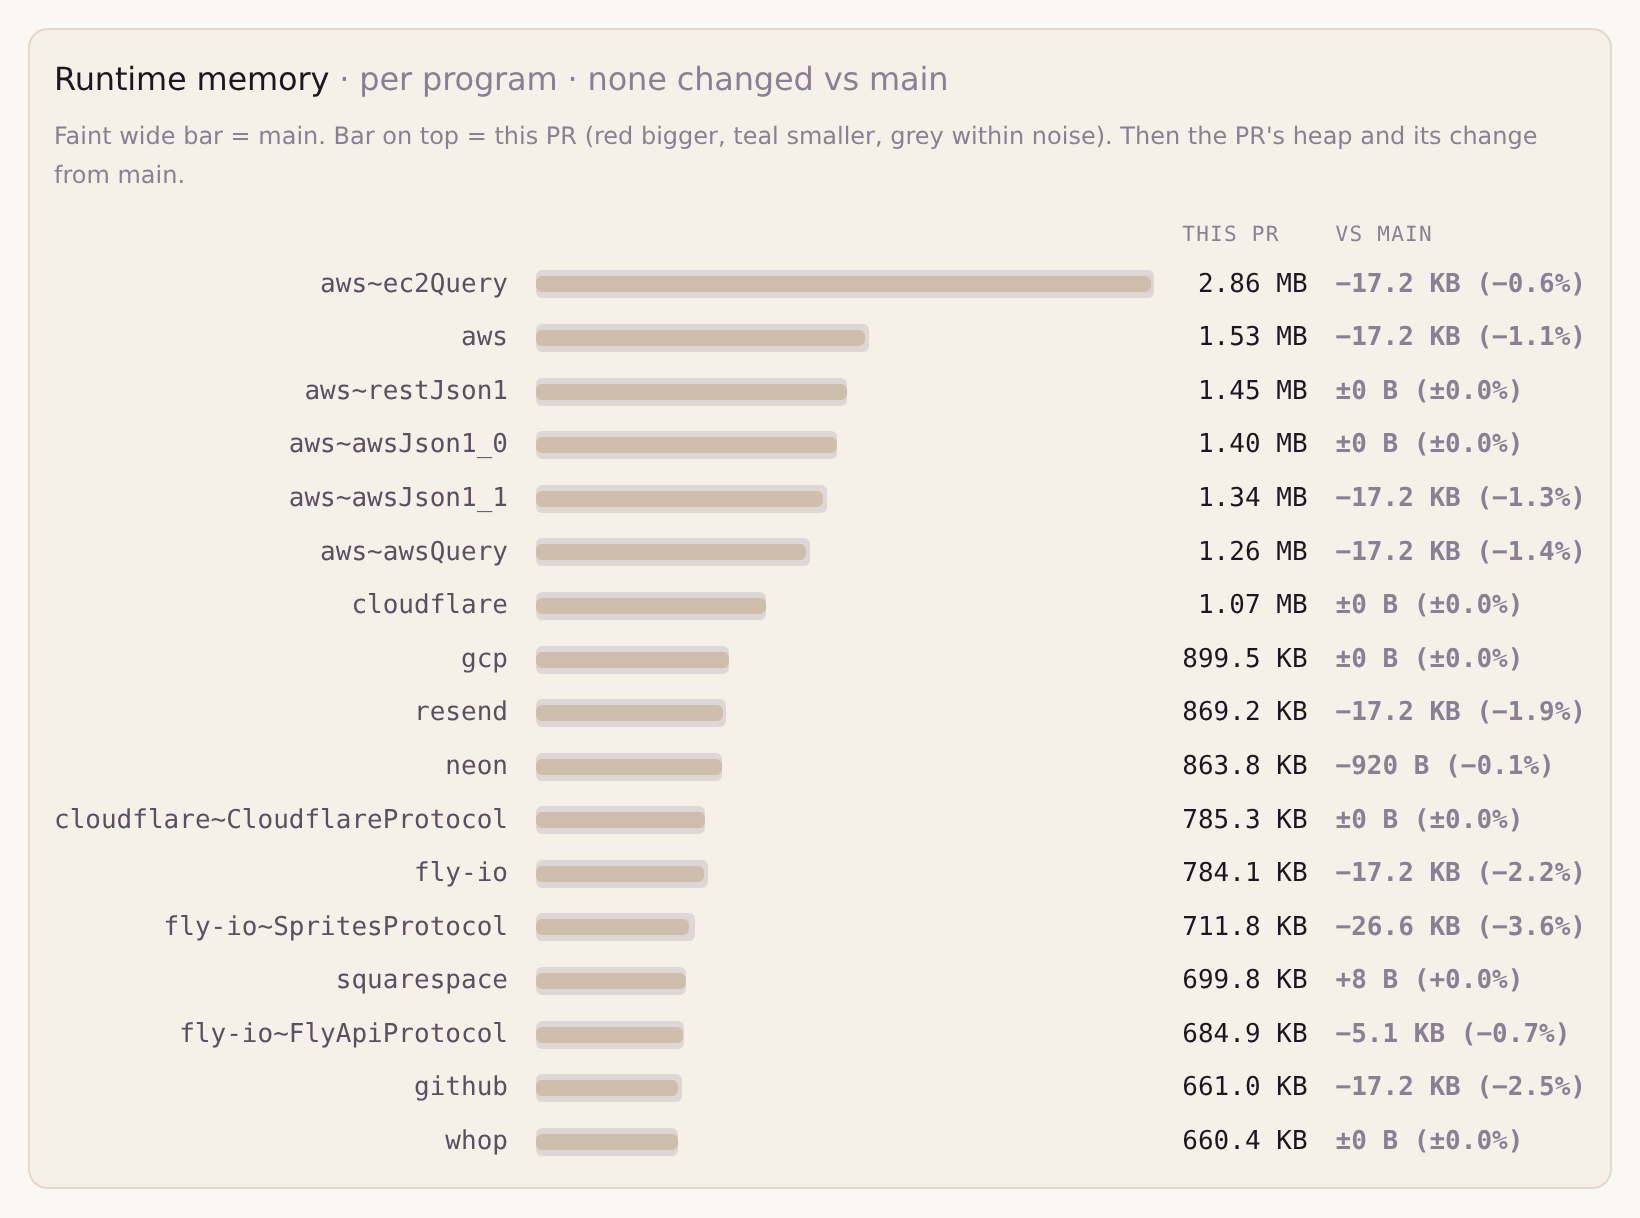 Runtime memory · per program · none changed vs main
Faint wide bar = main. Bar on top = this PR (red bigger, teal smaller, grey within noise). Then the PR's heap and its change
from main.
THIS PR VS MAIN
aws~ec2Query 2.86 MB −17.2 KB (−0.6%)
aws 1.53 MB −17.2 KB (−1.1%)
aws~restJson1 1.45 MB ±0 B (±0.0%)
aws~awsJson1_0 1.40 MB ±0 B (±0.0%)
aws~awsJson1_1 1.34 MB −17.2 KB (−1.3%)
aws~awsQuery 1.26 MB −17.2 KB (−1.4%)
cloudflare 1.07 MB ±0 B (±0.0%)
gcp 899.5 KB ±0 B (±0.0%)
resend 869.2 KB −17.2 KB (−1.9%)
neon 863.8 KB −920 B (−0.1%)
cloudflare~CloudflareProtocol 785.3 KB ±0 B (±0.0%)
fly-io 784.1 KB −17.2 KB (−2.2%)
fly-io~SpritesProtocol 711.8 KB −26.6 KB (−3.6%)
squarespace 699.8 KB +8 B (+0.0%)
fly-io~FlyApiProtocol 684.9 KB −5.1 KB (−0.7%)
github 661.0 KB −17.2 KB (−2.5%)
whop 660.4 KB ±0 B (±0.0%)